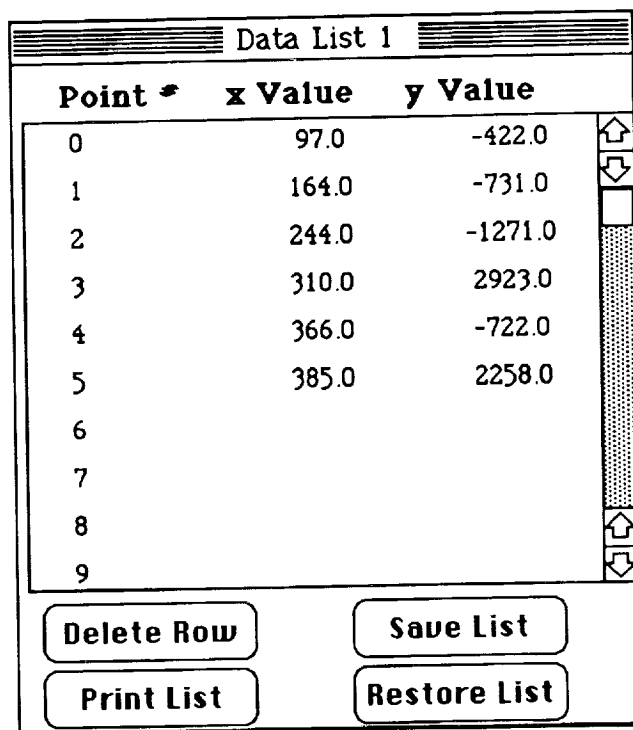 Data List 1
Point # x Value y Value
0 97.0 -422.0
1 164.0 -731.0
2 244.0 -1271.0
3 310.0 2923.0
4 366.0 -722.0
5 385.0 2258.0
6
7
8
9
Delete Row Save List
Print List Restore List